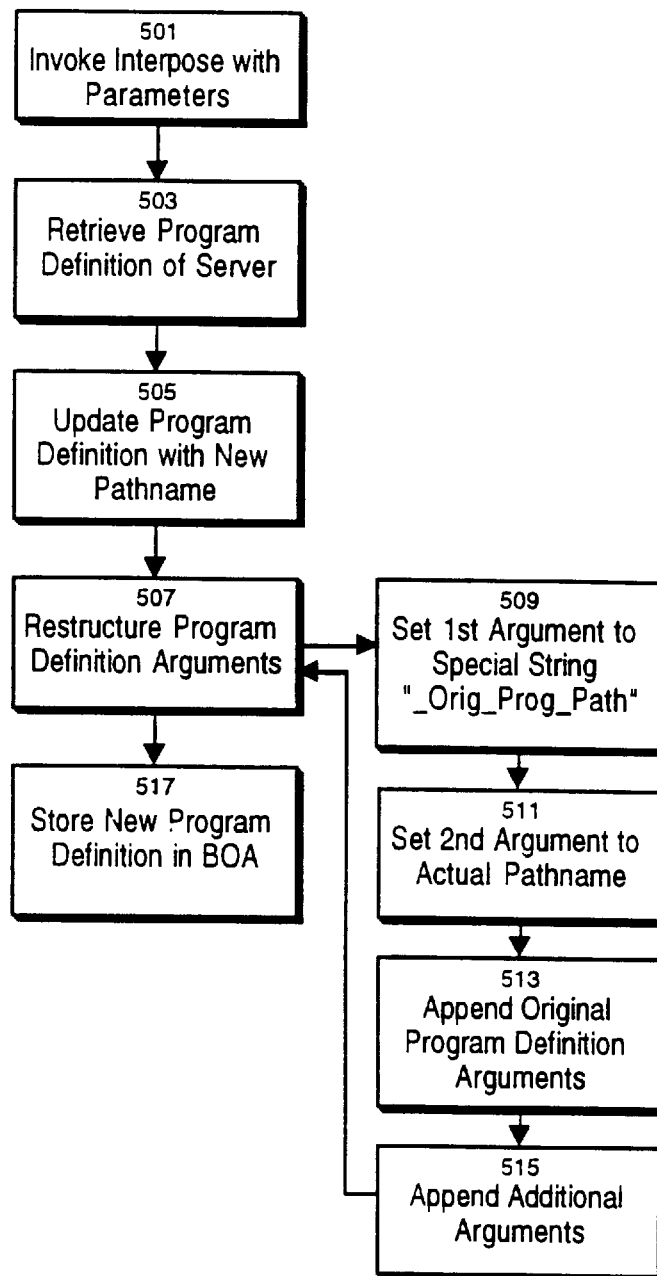 501
Invoke Interpose with
Parameters
503
Retrieve Program
Definition of Server
505
Update Program
Definition with New
Pathname
507
Restructure Program
Definition Arguments
509
Set 1st Argument to
Special String
"_Orig_Prog_Path"
511
Set 2nd Argument to
Actual Pathname
513
Append Original
Program Definition
Arguments
515
Append Additional
Arguments
517
Store New Program
Definition in BOA